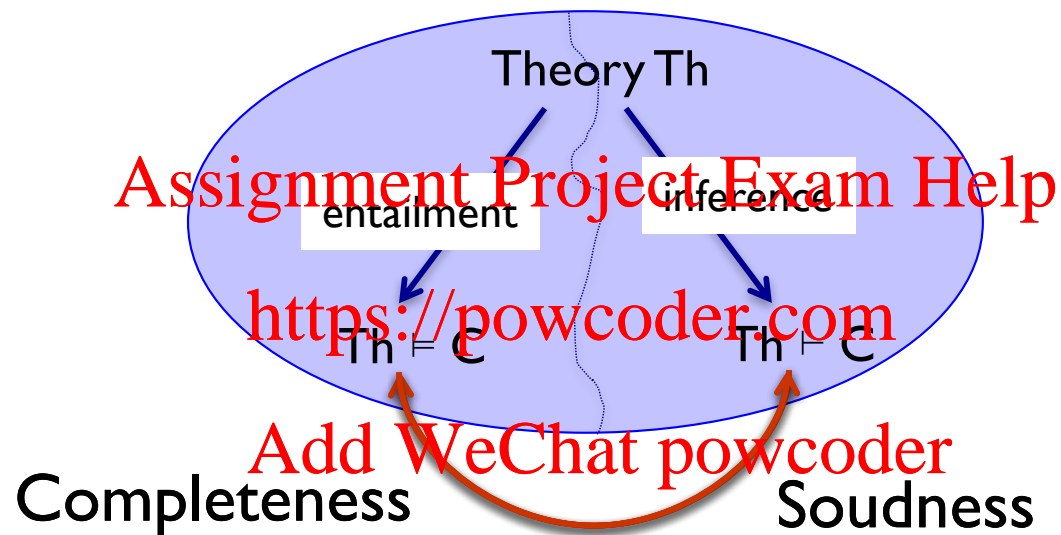 Theory Th
Assignment Project Exam Help
entailment
inference
https://powcoder.com
Th ⊨ C
Th ⊢ C
Add WeChat powcoder
Completeness
Soudness